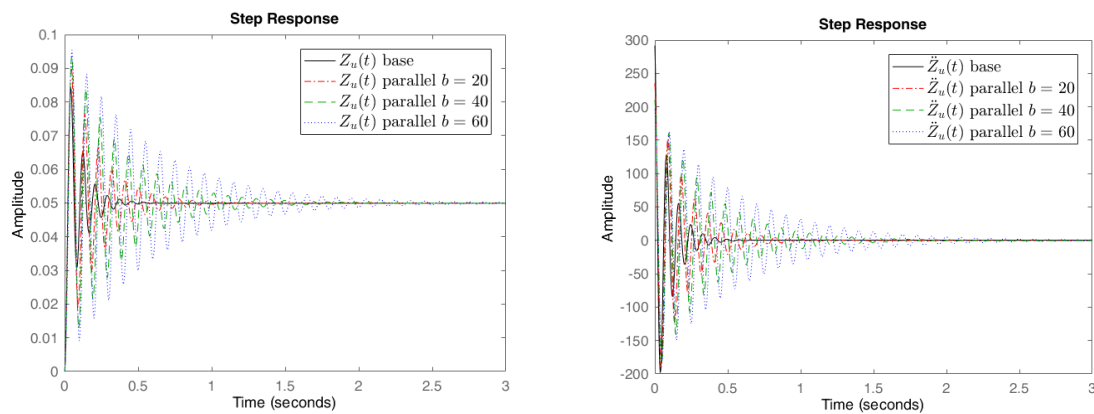 Step Response
Amplitude
0.1
0.09
0.08
0.07
0.06
0.05
0.04
0.03
0.02
0.01
0
Z_u(t) base
Z_u(t) parallel b = 20
Z_u(t) parallel b = 40
Z_u(t) parallel b = 60
0 0.5 1 1.5 2 2.5 3
Time (seconds)
Step Response
Amplitude
300
250
200
150
100
50
0
-50
-100
-150
-200
Z̈_u(t) base
Z̈_u(t) parallel b = 20
Z̈_u(t) parallel b = 40
Z̈_u(t) parallel b = 60
0 0.5 1 1.5 2 2.5 3
Time (seconds)